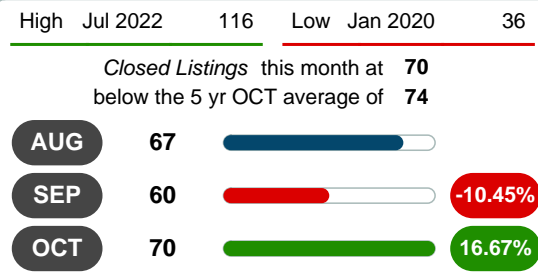 High Jul 2022 116 Low Jan 2020 36
Closed Listings this month at 70
below the 5 yr OCT average of 74
AUG 67
SEP 60 -10.45%
OCT 70 16.67%